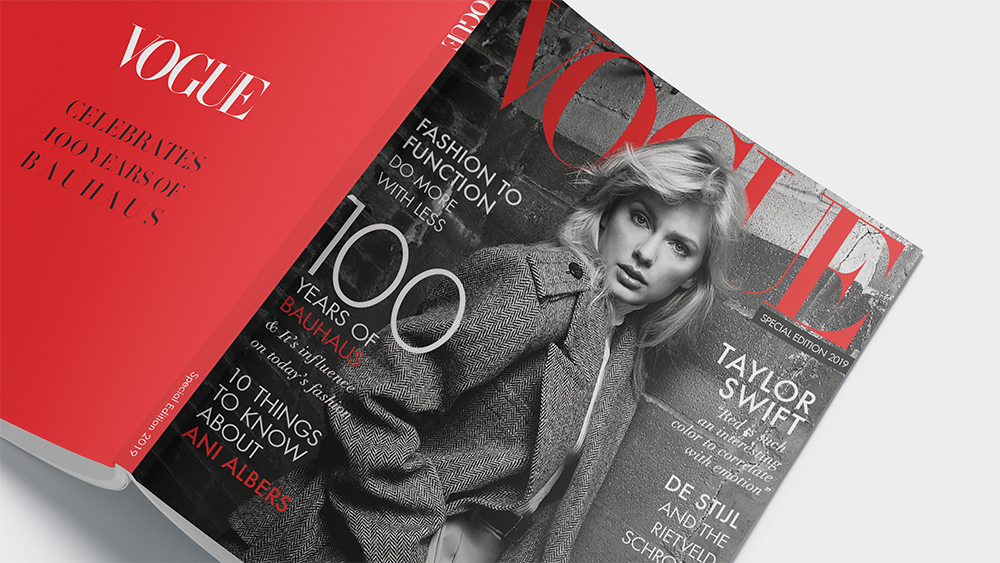 VOGUE
CELEBRATES
100 YEARS OF
BAUHAUS
VOGUE
Special Edition 2019
VOGUE
SPECIAL EDITION 2019
FASHION TO
FUNCTION
DO MORE
WITH LESS
100
YEARS OF
BAUHAUS
& It's influence
on today's fashion
10 THINGS
TO KNOW
ABOUT
ANI ALBERS
TAYLOR
SWIFT
"Red is such
an interesting
color to correlate
with emotion"
DE STIJL
AND THE
RIETVELD